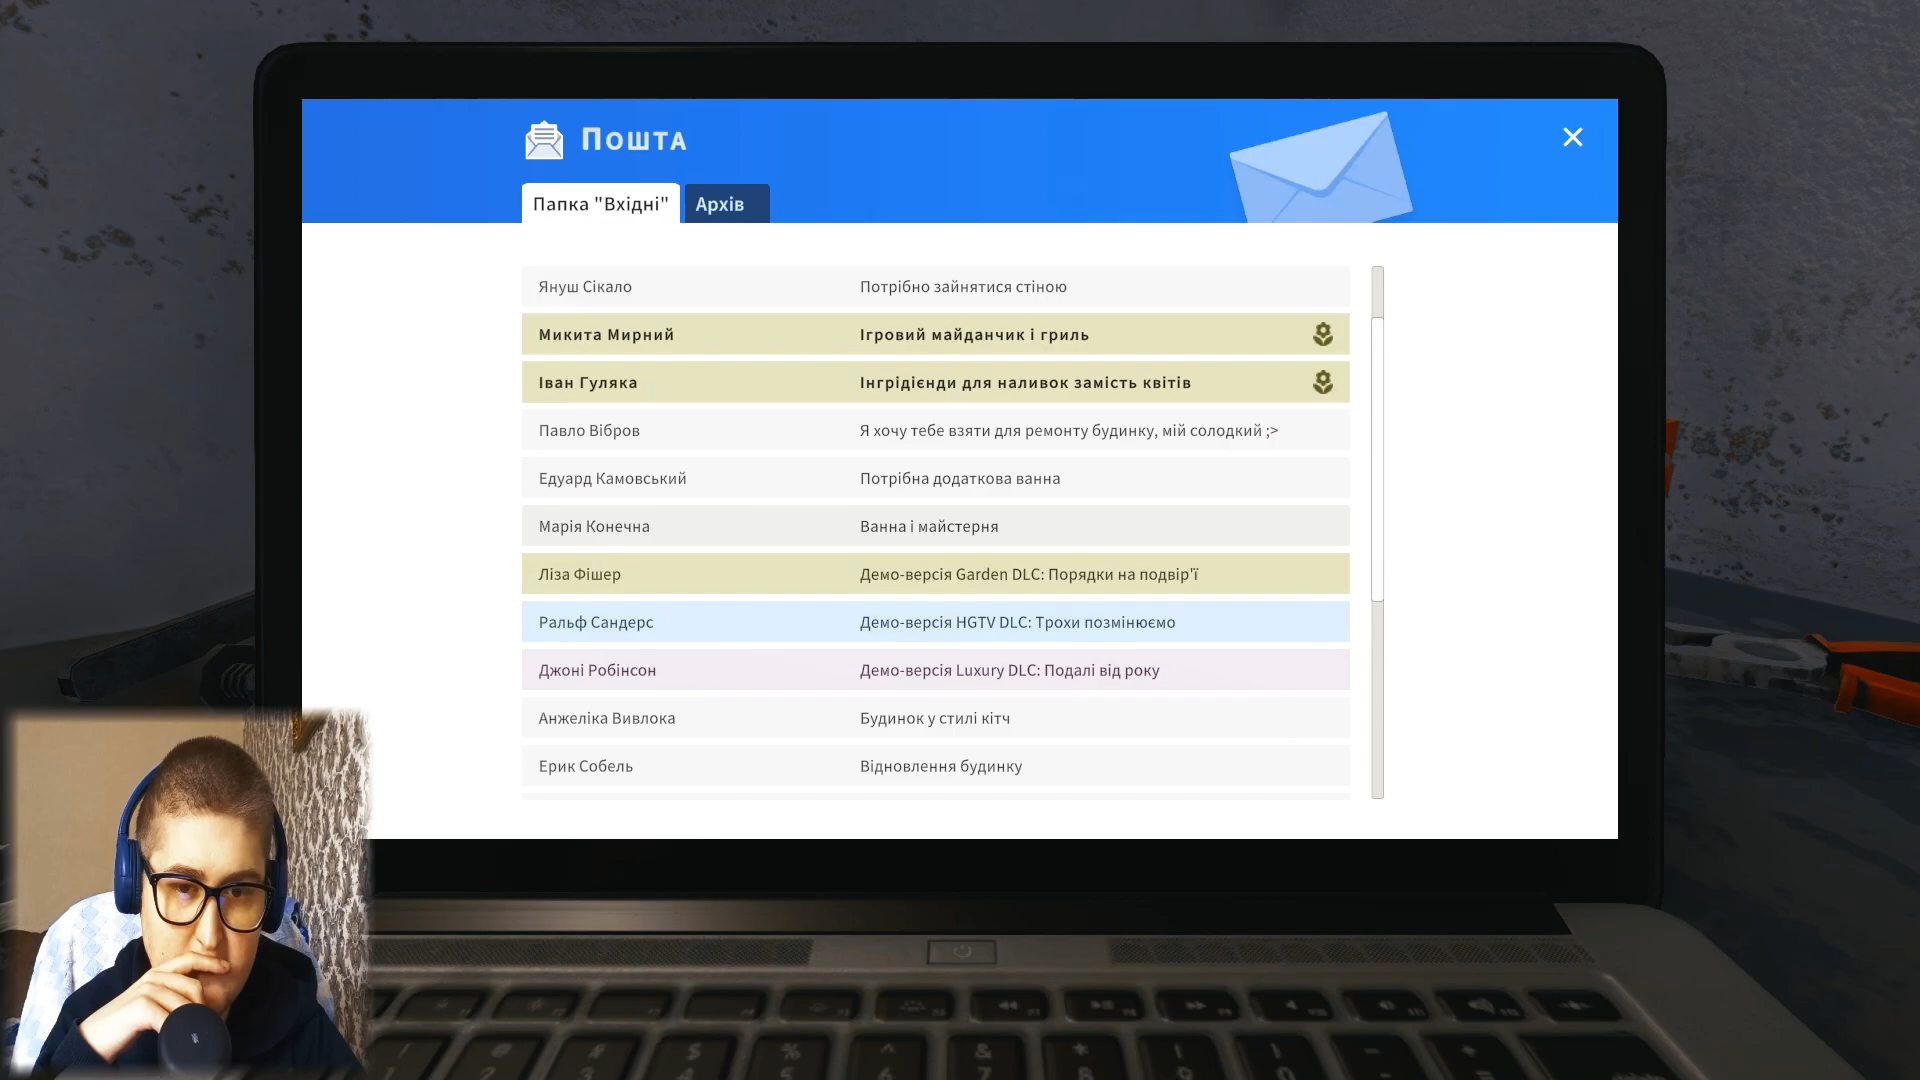 Пошта
Папка "Вхідні"
Архів
Януш Сікало Потрібно зайнятися стіною
Микита Мирний Ігровий майданчик і гриль
Іван Гуляка Інгрідієнди для наливок замість квітів
Павло Вібров Я хочу тебе взяти для ремонту будинку, мій солодкий ;>
Едуард Камовський Потрібна додаткова ванна
Марія Конечна Ванна і майстерня
Ліза Фішер Демо-версія Garden DLC: Порядки на подвір'ї
Ральф Сандерс Демо-версія HGTV DLC: Трохи позмінюємо
Джоні Робінсон Демо-версія Luxury DLC: Подалі від року
Анжеліка Вивлока Будинок у стилі кітч
Ерик Собель Відновлення будинку